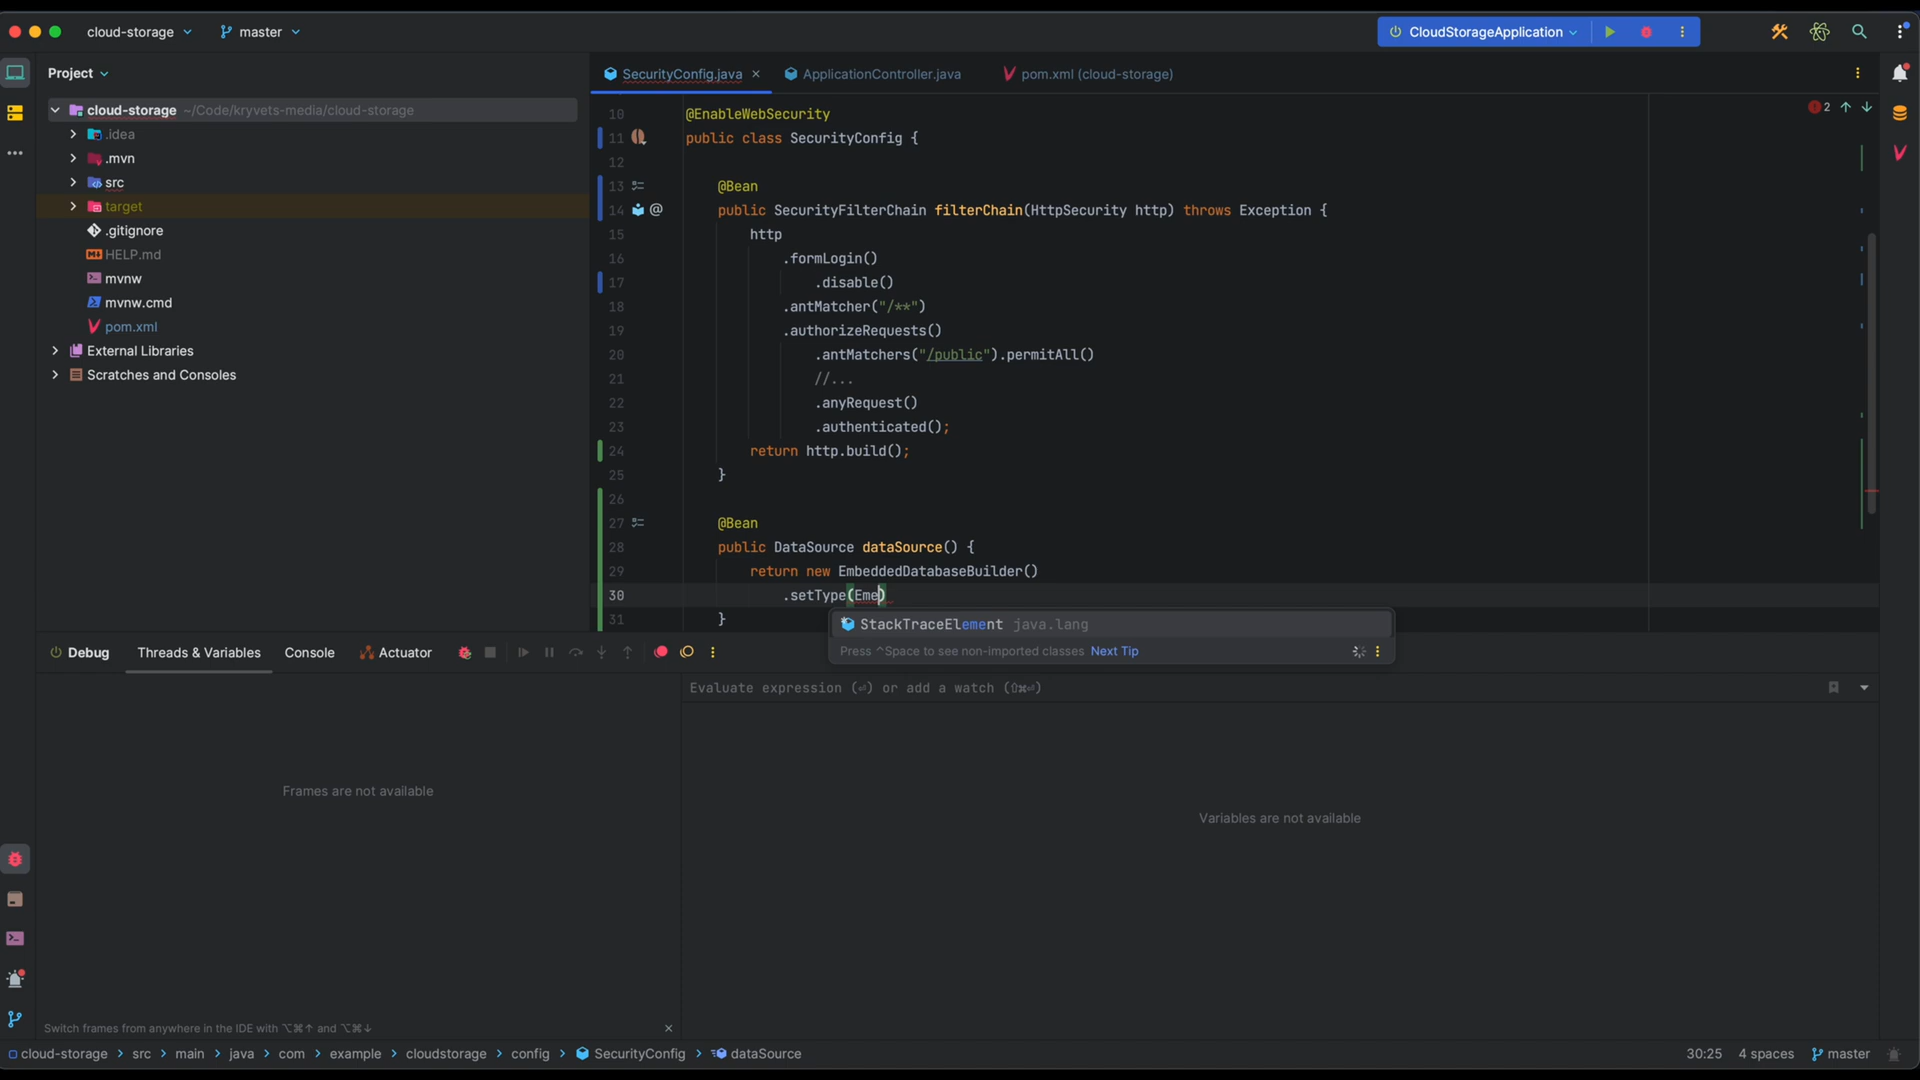 cloud-storage
master
CloudStorageApplication
Project
SecurityConfig.java
ApplicationController.java
pom.xml (cloud-storage)
cloud-storage ~/Code/kryvets-media/cloud-storage
.idea
.mvn
src
target
.gitignore
HELP.md
mvnw
mvnw.cmd
pom.xml
External Libraries
Scratches and Consoles
2
10 @EnableWebSecurity
11 public class SecurityConfig {
12
13 @Bean
14 @ public SecurityFilterChain filterChain(HttpSecurity http) throws Exception {
15 http
16 .formLogin()
17 .disable()
18 .antMatcher("/**")
19 .authorizeRequests()
20 .antMatchers("/public").permitAll()
21 //...
22 .anyRequest()
23 .authenticated();
24 return http.build();
25 }
26
27 @Bean
28 public DataSource dataSource() {
29 return new EmbeddedDatabaseBuilder()
30 .setType(Eme)
31 }
StackTraceElement java.lang
Press ^Space to see non-imported classes Next Tip
Debug
Threads & Variables
Console
Actuator
Evaluate expression (⏎) or add a watch (⇧⌘⏎)
Frames are not available
Variables are not available
Switch frames from anywhere in the IDE with ⌥⌘↑ and ⌥⌘↓
cloud-storage > src > main > java > com > example > cloudstorage > config > SecurityConfig > dataSource
30:25
4 spaces
master